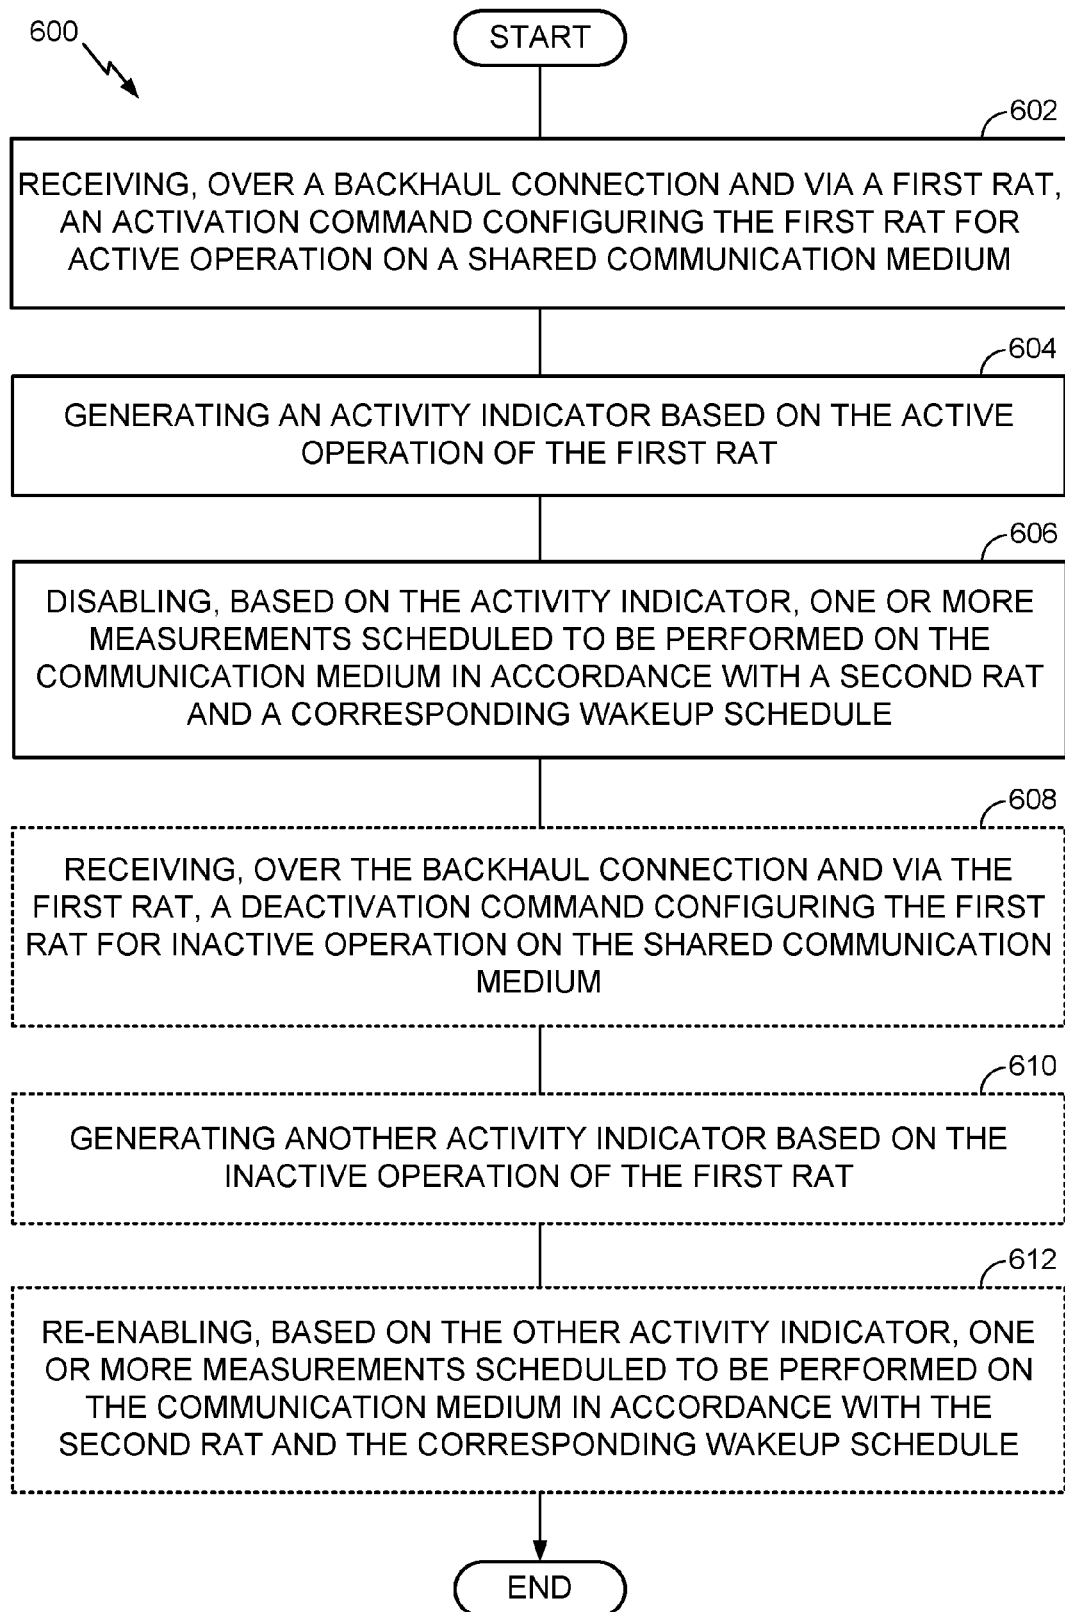 600
START
602
RECEIVING, OVER A BACKHAUL CONNECTION AND VIA A FIRST RAT,
AN ACTIVATION COMMAND CONFIGURING THE FIRST RAT FOR
ACTIVE OPERATION ON A SHARED COMMUNICATION MEDIUM
604
GENERATING AN ACTIVITY INDICATOR BASED ON THE ACTIVE
OPERATION OF THE FIRST RAT
606
DISABLING, BASED ON THE ACTIVITY INDICATOR, ONE OR MORE
MEASUREMENTS SCHEDULED TO BE PERFORMED ON THE
COMMUNICATION MEDIUM IN ACCORDANCE WITH A SECOND RAT
AND A CORRESPONDING WAKEUP SCHEDULE
608
RECEIVING, OVER THE BACKHAUL CONNECTION AND VIA THE
FIRST RAT, A DEACTIVATION COMMAND CONFIGURING THE FIRST
RAT FOR INACTIVE OPERATION ON THE SHARED COMMUNICATION
MEDIUM
610
GENERATING ANOTHER ACTIVITY INDICATOR BASED ON THE
INACTIVE OPERATION OF THE FIRST RAT
612
RE-ENABLING, BASED ON THE OTHER ACTIVITY INDICATOR, ONE
OR MORE MEASUREMENTS SCHEDULED TO BE PERFORMED ON
THE COMMUNICATION MEDIUM IN ACCORDANCE WITH THE
SECOND RAT AND THE CORRESPONDING WAKEUP SCHEDULE
END